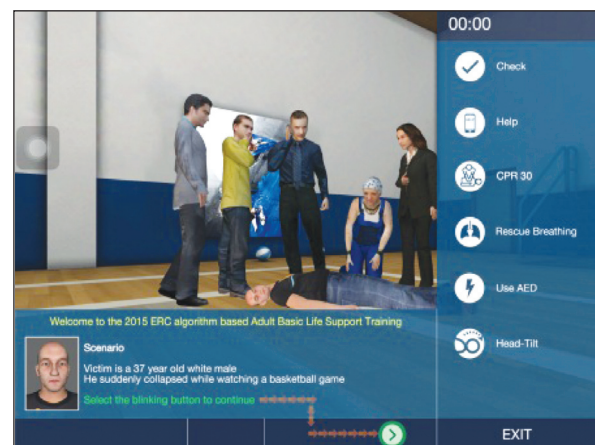 00:00
Check
Help
CPR 30
Rescue Breathing
Use AED
Head-Tilt
Welcome to the 2015 ERC algorithm based Adult Basic Life Support Training
Scenario
Victim is a 37 year old white male
He suddenly collapsed while watching a basketball game
Select the blinking button to continue
EXIT